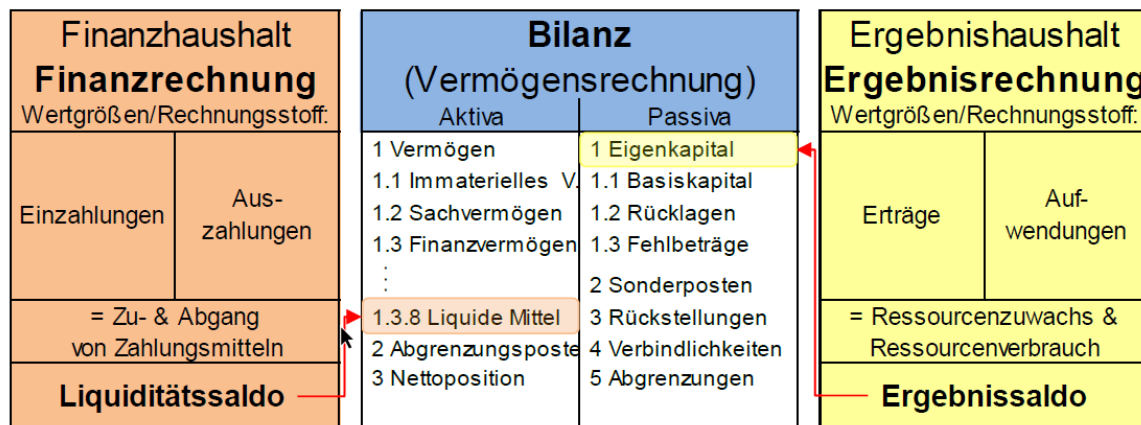 Finanzhaushalt
Finanzrechnung
Wertgrößen/Rechnungsstoff:
Einzahlungen
Aus-
zahlungen
= Zu- & Abgang
von Zahlungsmitteln
Liquiditätssaldo
Bilanz
(Vermögensrechnung)
Aktiva
1 Vermögen
1.1 Immaterielles V.
1.2 Sachvermögen
1.3 Finanzvermögen
⋮
1.3.8 Liquide Mittel
2 Abgrenzungsposte
3 Nettoposition
Passiva
1 Eigenkapital
1.1 Basiskapital
1.2 Rücklagen
1.3 Fehlbeträge
2 Sonderposten
3 Rückstellungen
4 Verbindlichkeiten
5 Abgrenzungen
Ergebnishaushalt
Ergebnisrechnung
Wertgrößen/Rechnungsstoff:
Erträge
Auf-
wendungen
= Ressourcenzuwachs &
Ressourcenverbrauch
Ergebnissaldo